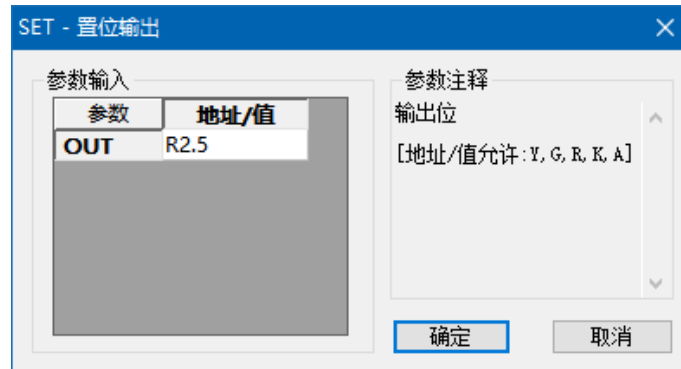 SET - 置位输出
参数输入
参数 地址/值
OUT R2.5
参数注释
输出位
[地址/值允许:Y, G, R, K, A]
确定 取消